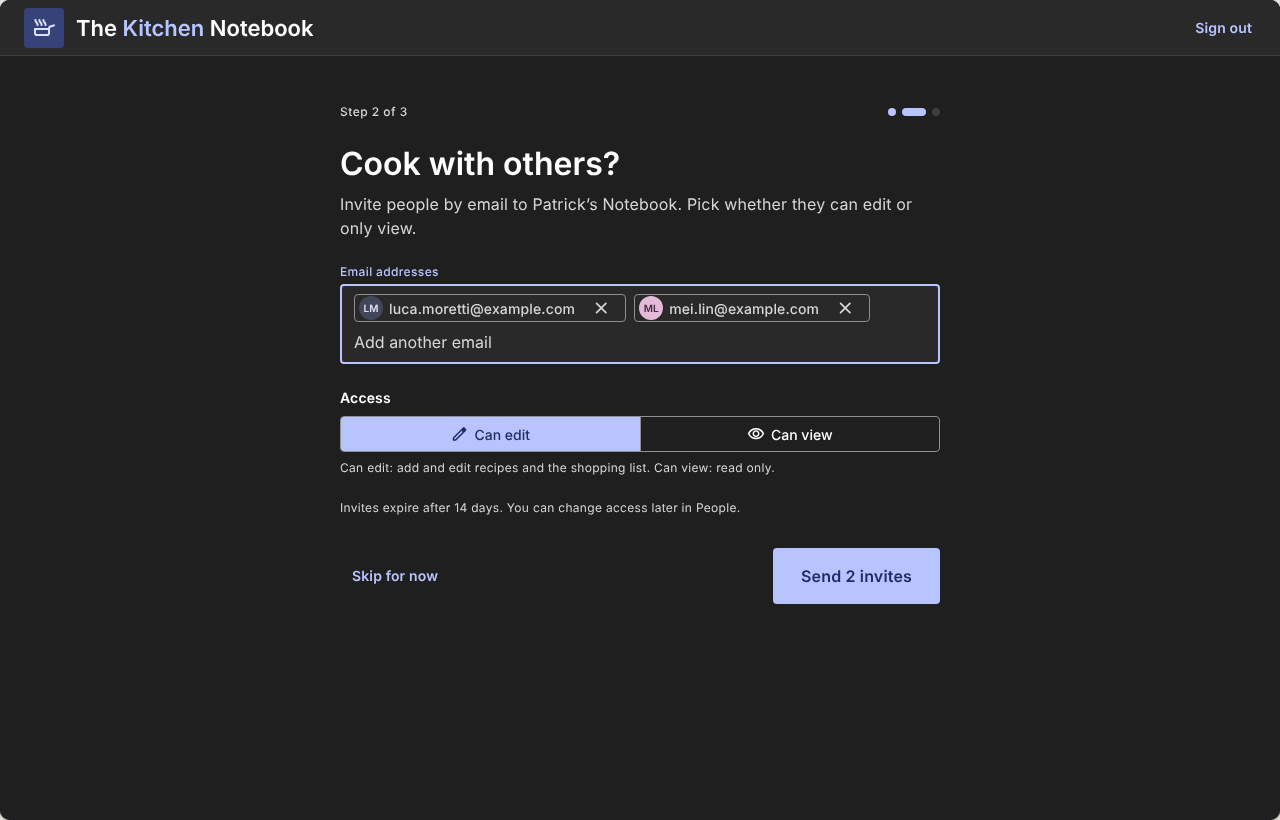 The Kitchen Notebook
Sign out
Step 2 of 3
Cook with others?
Invite people by email to Patrick’s Notebook. Pick whether they can edit or
only view.
Email addresses
LM luca.moretti@example.com
ML mei.lin@example.com
Add another email
Access
Can edit
Can view
Can edit: add and edit recipes and the shopping list. Can view: read only.
Invites expire after 14 days. You can change access later in People.
Skip for now
Send 2 invites